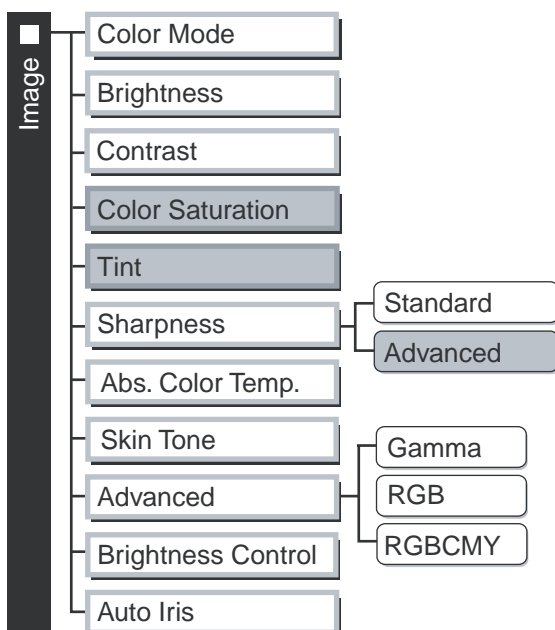 Image
Color Mode
Brightness
Contrast
Color Saturation
Tint
Sharpness
Standard
Advanced
Abs. Color Temp.
Skin Tone
Advanced
Gamma
RGB
RGBCMY
Brightness Control
Auto Iris